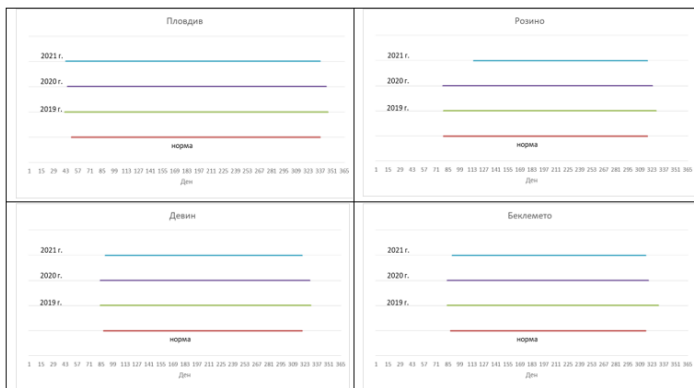 Пловдив
2021 г.
2020 г.
2019 г.
норма
1 15 29 43 57 71 85 99 113 127 141 155 169 183 197 211 225 239 253 267 281 295 309 323 337 351 365
Ден
Розино
2021 г.
2020 г.
2019 г.
норма
1 15 29 43 57 71 85 99 113 127 141 155 169 183 197 211 225 239 253 267 281 295 309 323 337 351 365
Ден
Девин
2021 г.
2020 г.
2019 г.
норма
1 15 29 43 57 71 85 99 113 127 141 155 169 183 197 211 225 239 253 267 281 295 309 323 337 351 365
Ден
Беклемето
2021 г.
2020 г.
2019 г.
норма
1 15 29 43 57 71 85 99 113 127 141 155 169 183 197 211 225 239 253 267 281 295 309 323 337 351 365
Ден